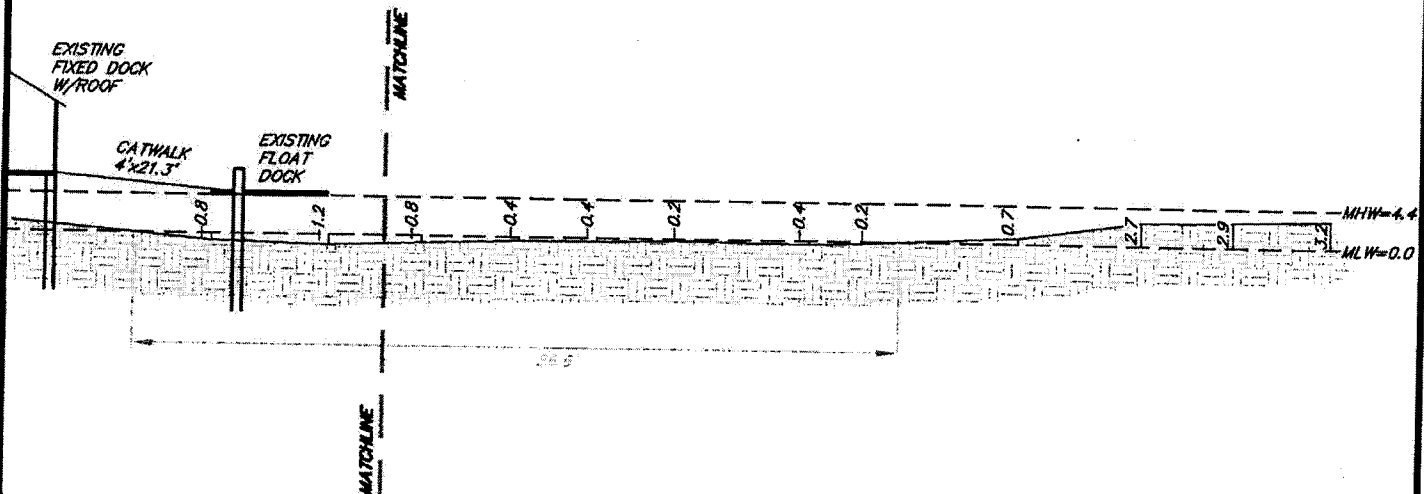 EXISTING
FIXED DOCK
W/ROOF
MATCHLINE
CATWALK
4'x21.3'
EXISTING
FLOAT
DOCK
-0.8
-1.2
-0.8
-0.4
-0.4
-0.2
-0.4
-0.2
0.7
2.7
2.9
3.2
MHW=4.4
MLW=0.0
MATCHLINE